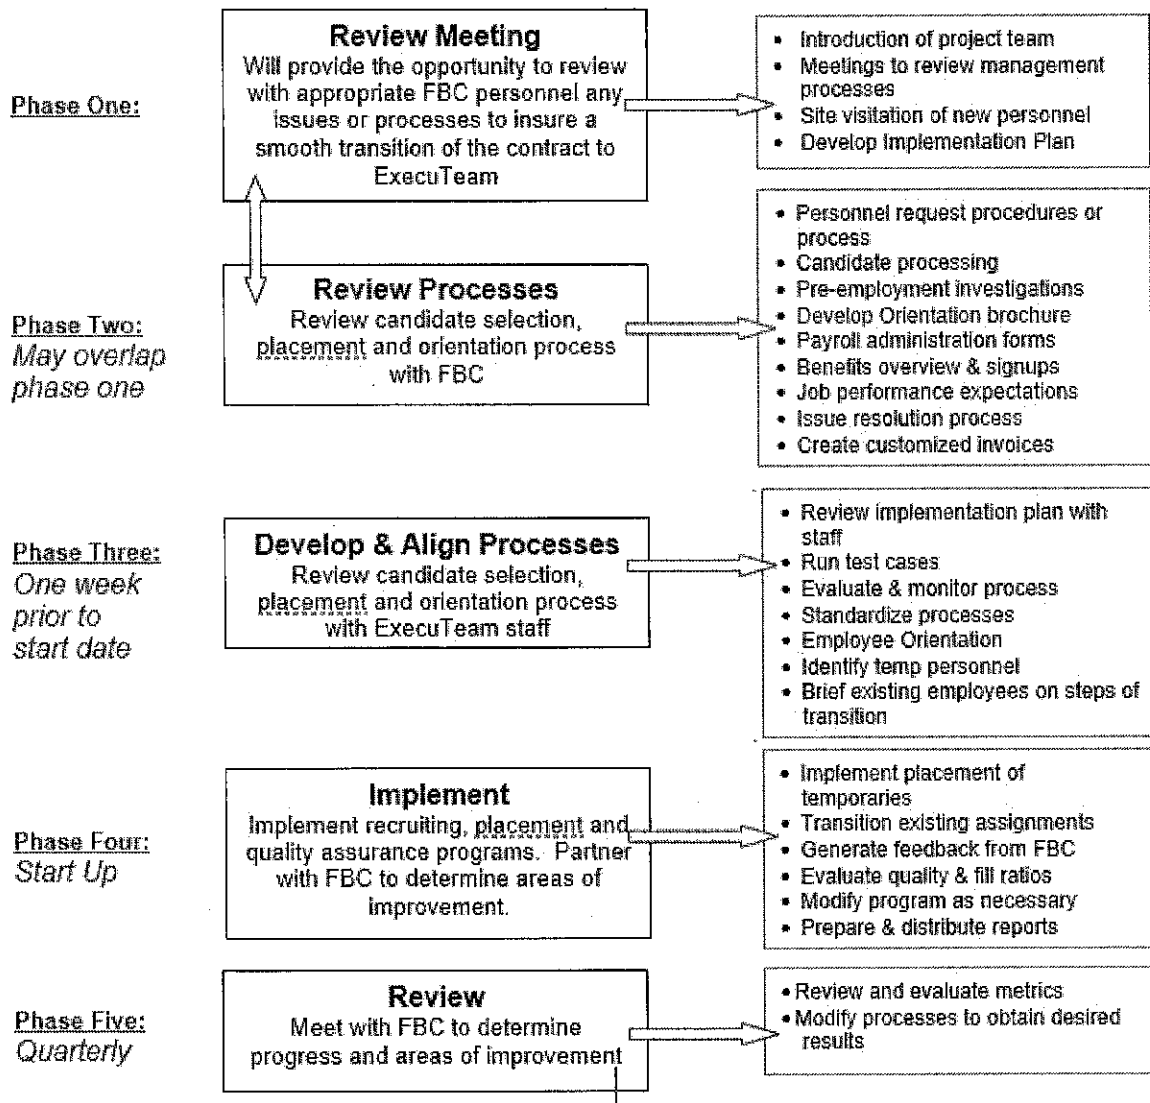 Phase One:
Review Meeting
Will provide the opportunity to review
with appropriate FBC personnel any
issues or processes to insure a
smooth transition of the contract to
ExecuTeam
• Introduction of project team
• Meetings to review management
processes
• Site visitation of new personnel
• Develop Implementation Plan
Phase Two:
May overlap
phase one
Review Processes
Review candidate selection,
placement and orientation process
with FBC
• Personnel request procedures or
process
• Candidate processing
• Pre-employment investigations
• Develop Orientation brochure
• Payroll administration forms
• Benefits overview & signups
• Job performance expectations
• Issue resolution process
• Create customized invoices
Phase Three:
One week
prior to
start date
Develop & Align Processes
Review candidate selection,
placement and orientation process
with ExecuTeam staff
• Review implementation plan with
staff
• Run test cases
• Evaluate & monitor process
• Standardize processes
• Employee Orientation
• Identify temp personnel
• Brief existing employees on steps of
transition
Phase Four:
Start Up
Implement
Implement recruiting, placement and
quality assurance programs. Partner
with FBC to determine areas of
improvement.
• Implement placement of
temporaries
• Transition existing assignments
• Generate feedback from FBC
• Evaluate quality & fill ratios
• Modify program as necessary
• Prepare & distribute reports
Phase Five:
Quarterly
Review
Meet with FBC to determine
progress and areas of improvement
• Review and evaluate metrics
• Modify processes to obtain desired
results